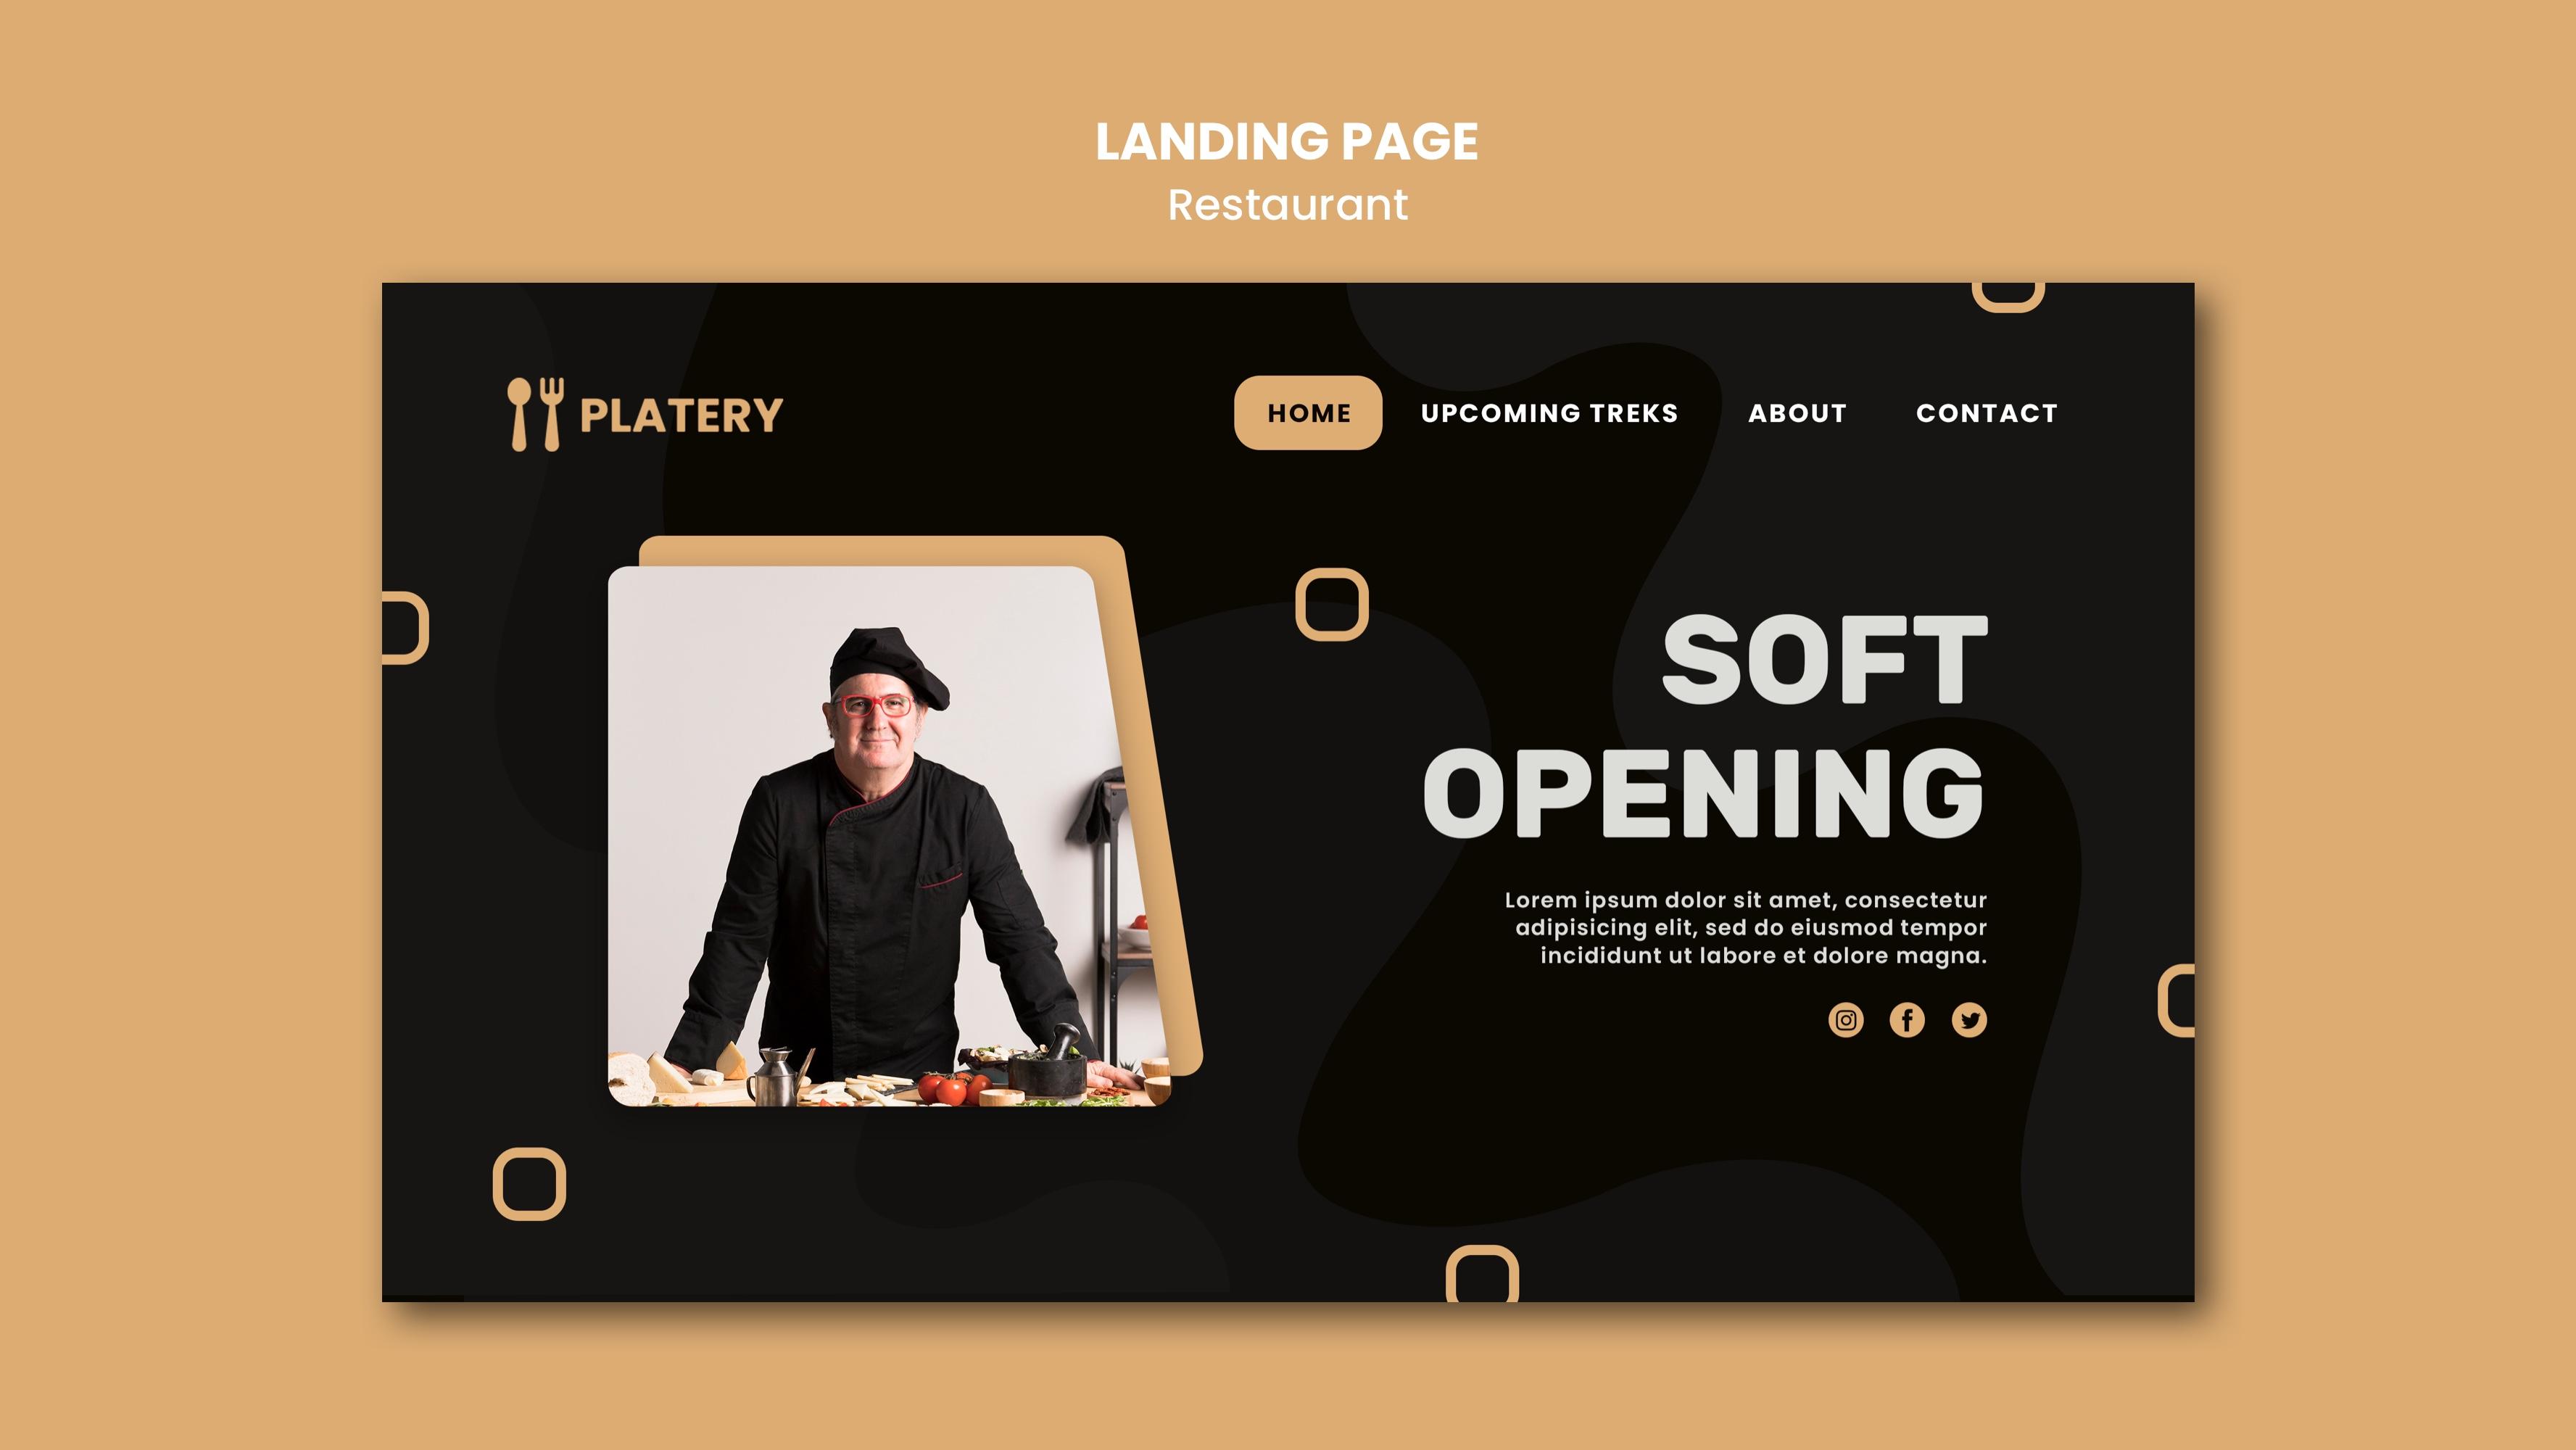 LANDING PAGE
Restaurant
PLATERY
HOME UPCOMING TREKS ABOUT CONTACT
SOFT
OPENING
Lorem ipsum dolor sit amet, consectetur
adipisicing elit, sed do eiusmod tempor
incididunt ut labore et dolore magna.